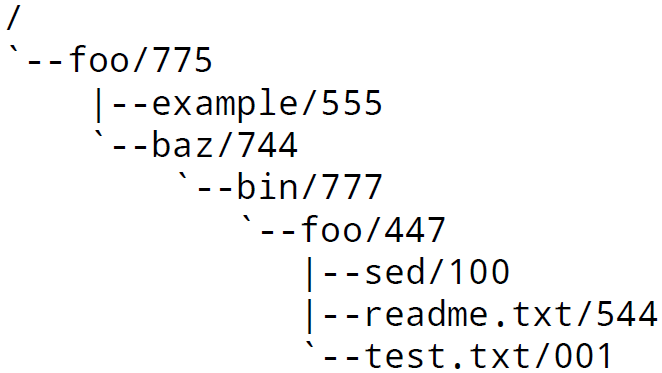 /
`--foo/775
|--example/555
`--baz/744
`--bin/777
`--foo/447
|--sed/100
|--readme.txt/544
`--test.txt/001